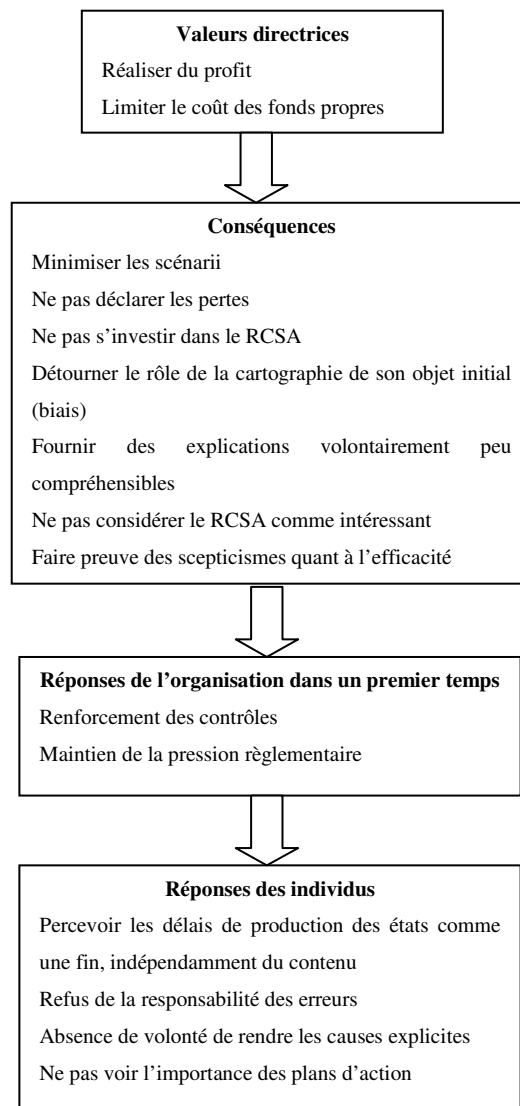 Valeurs directrices
Réaliser du profit
Limiter le coût des fonds propres
Conséquences
Minimiser les scénarii
Ne pas déclarer les pertes
Ne pas s’investir dans le RCSA
Détourner le rôle de la cartographie de son objet initial
(biais)
Fournir des explications volontairement peu
compréhensibles
Ne pas considérer le RCSA comme intéressant
Faire preuve des scepticismes quant à l’efficacité
Réponses de l’organisation dans un premier temps
Renforcement des contrôles
Maintien de la pression règlementaire
Réponses des individus
Percevoir les délais de production des états comme
une fin, indépendamment du contenu
Refus de la responsabilité des erreurs
Absence de volonté de rendre les causes explicites
Ne pas voir l’importance des plans d’action